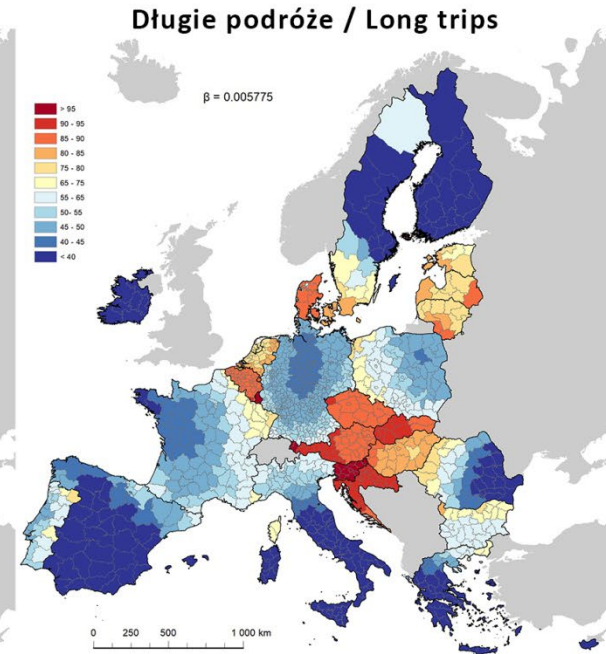 Długie podróże / Long trips
β = 0.005775
> 95
90 - 95
85 - 90
80 - 85
75 - 80
65 - 75
55 - 65
50 - 55
45 - 50
40 - 45
< 40
0 250 500 1 000 km